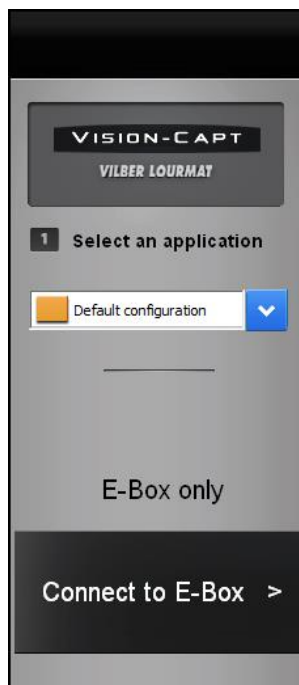 VISION-CAPT
VILBER LOURMAT
1 Select an application
Default configuration
E-Box only
Connect to E-Box >